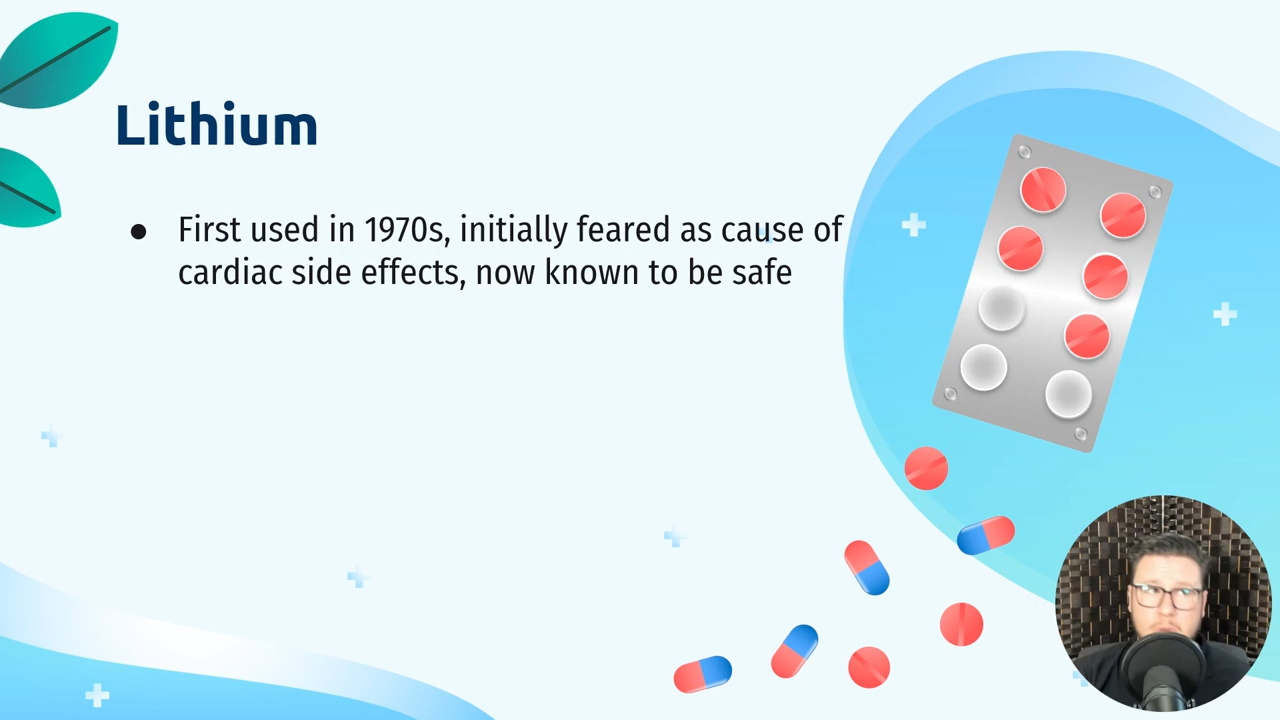 Lithium
● First used in 1970s, initially feared as cause of
cardiac side effects, now known to be safe